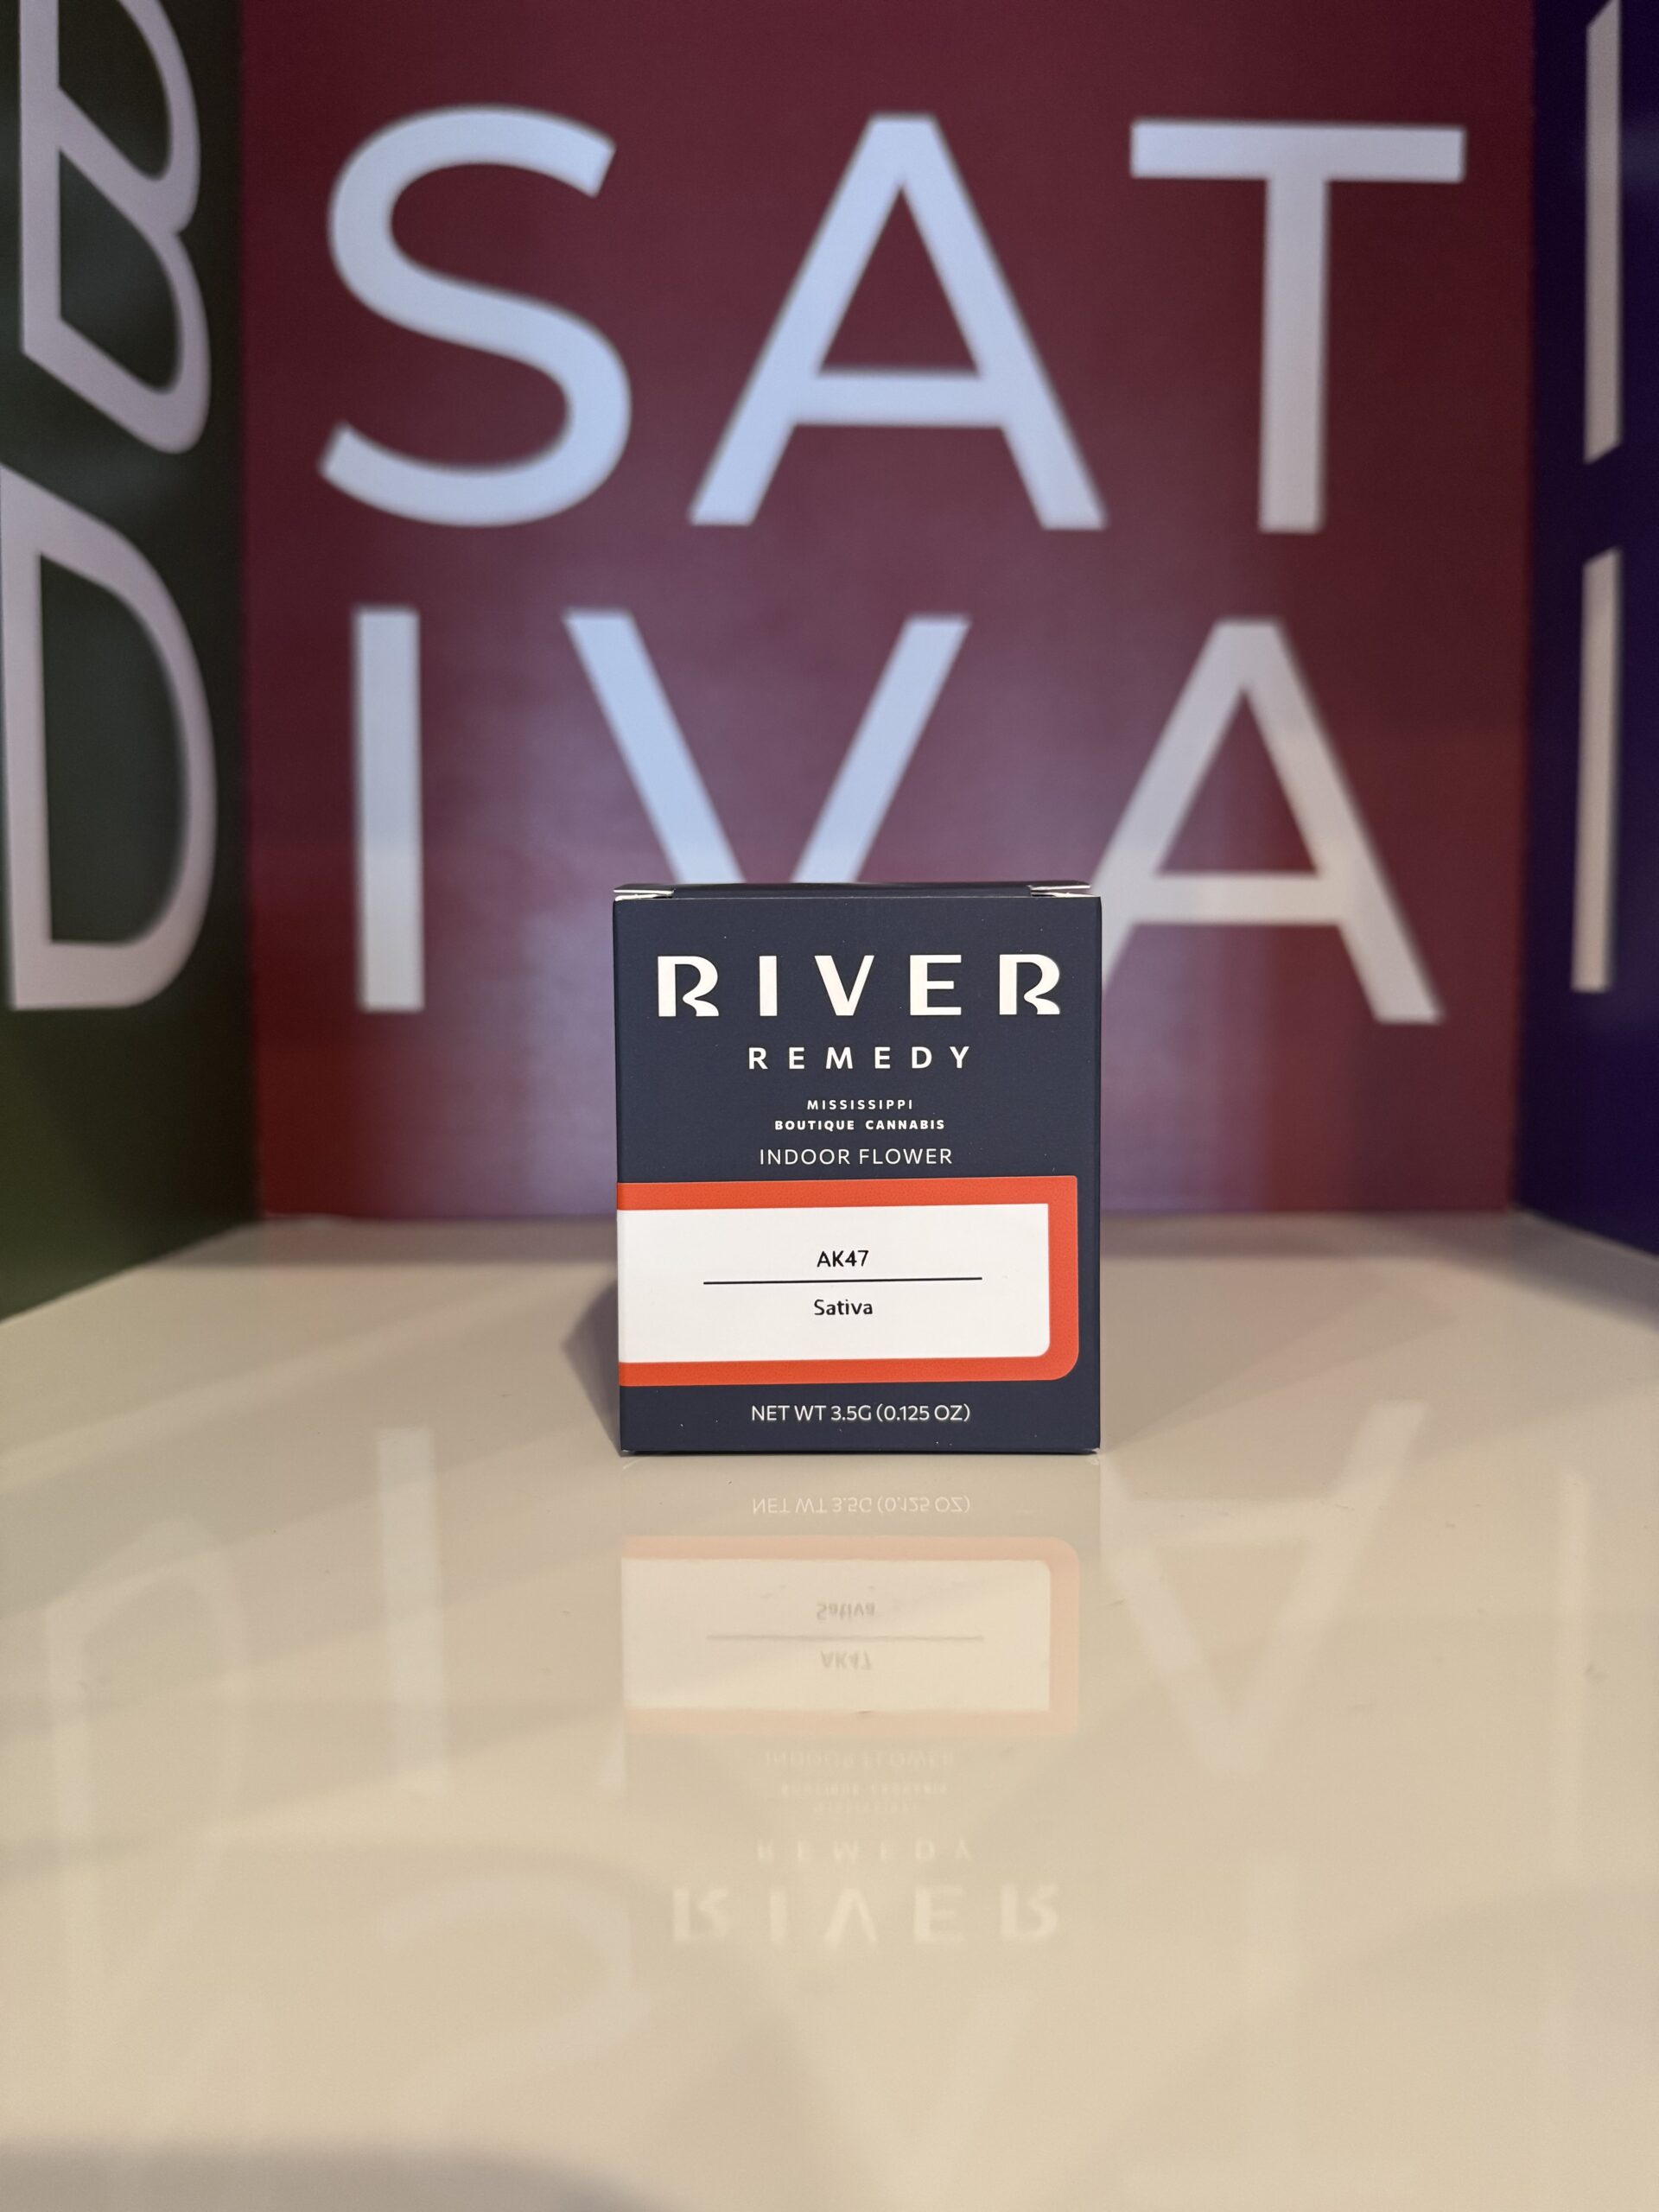 SAT
IVA
RIVER
REMEDY
MISSISSIPPI
BOUTIQUE CANNABIS
INDOOR FLOWER
AK47
Sativa
NET WT 3.5G (0.125 OZ)